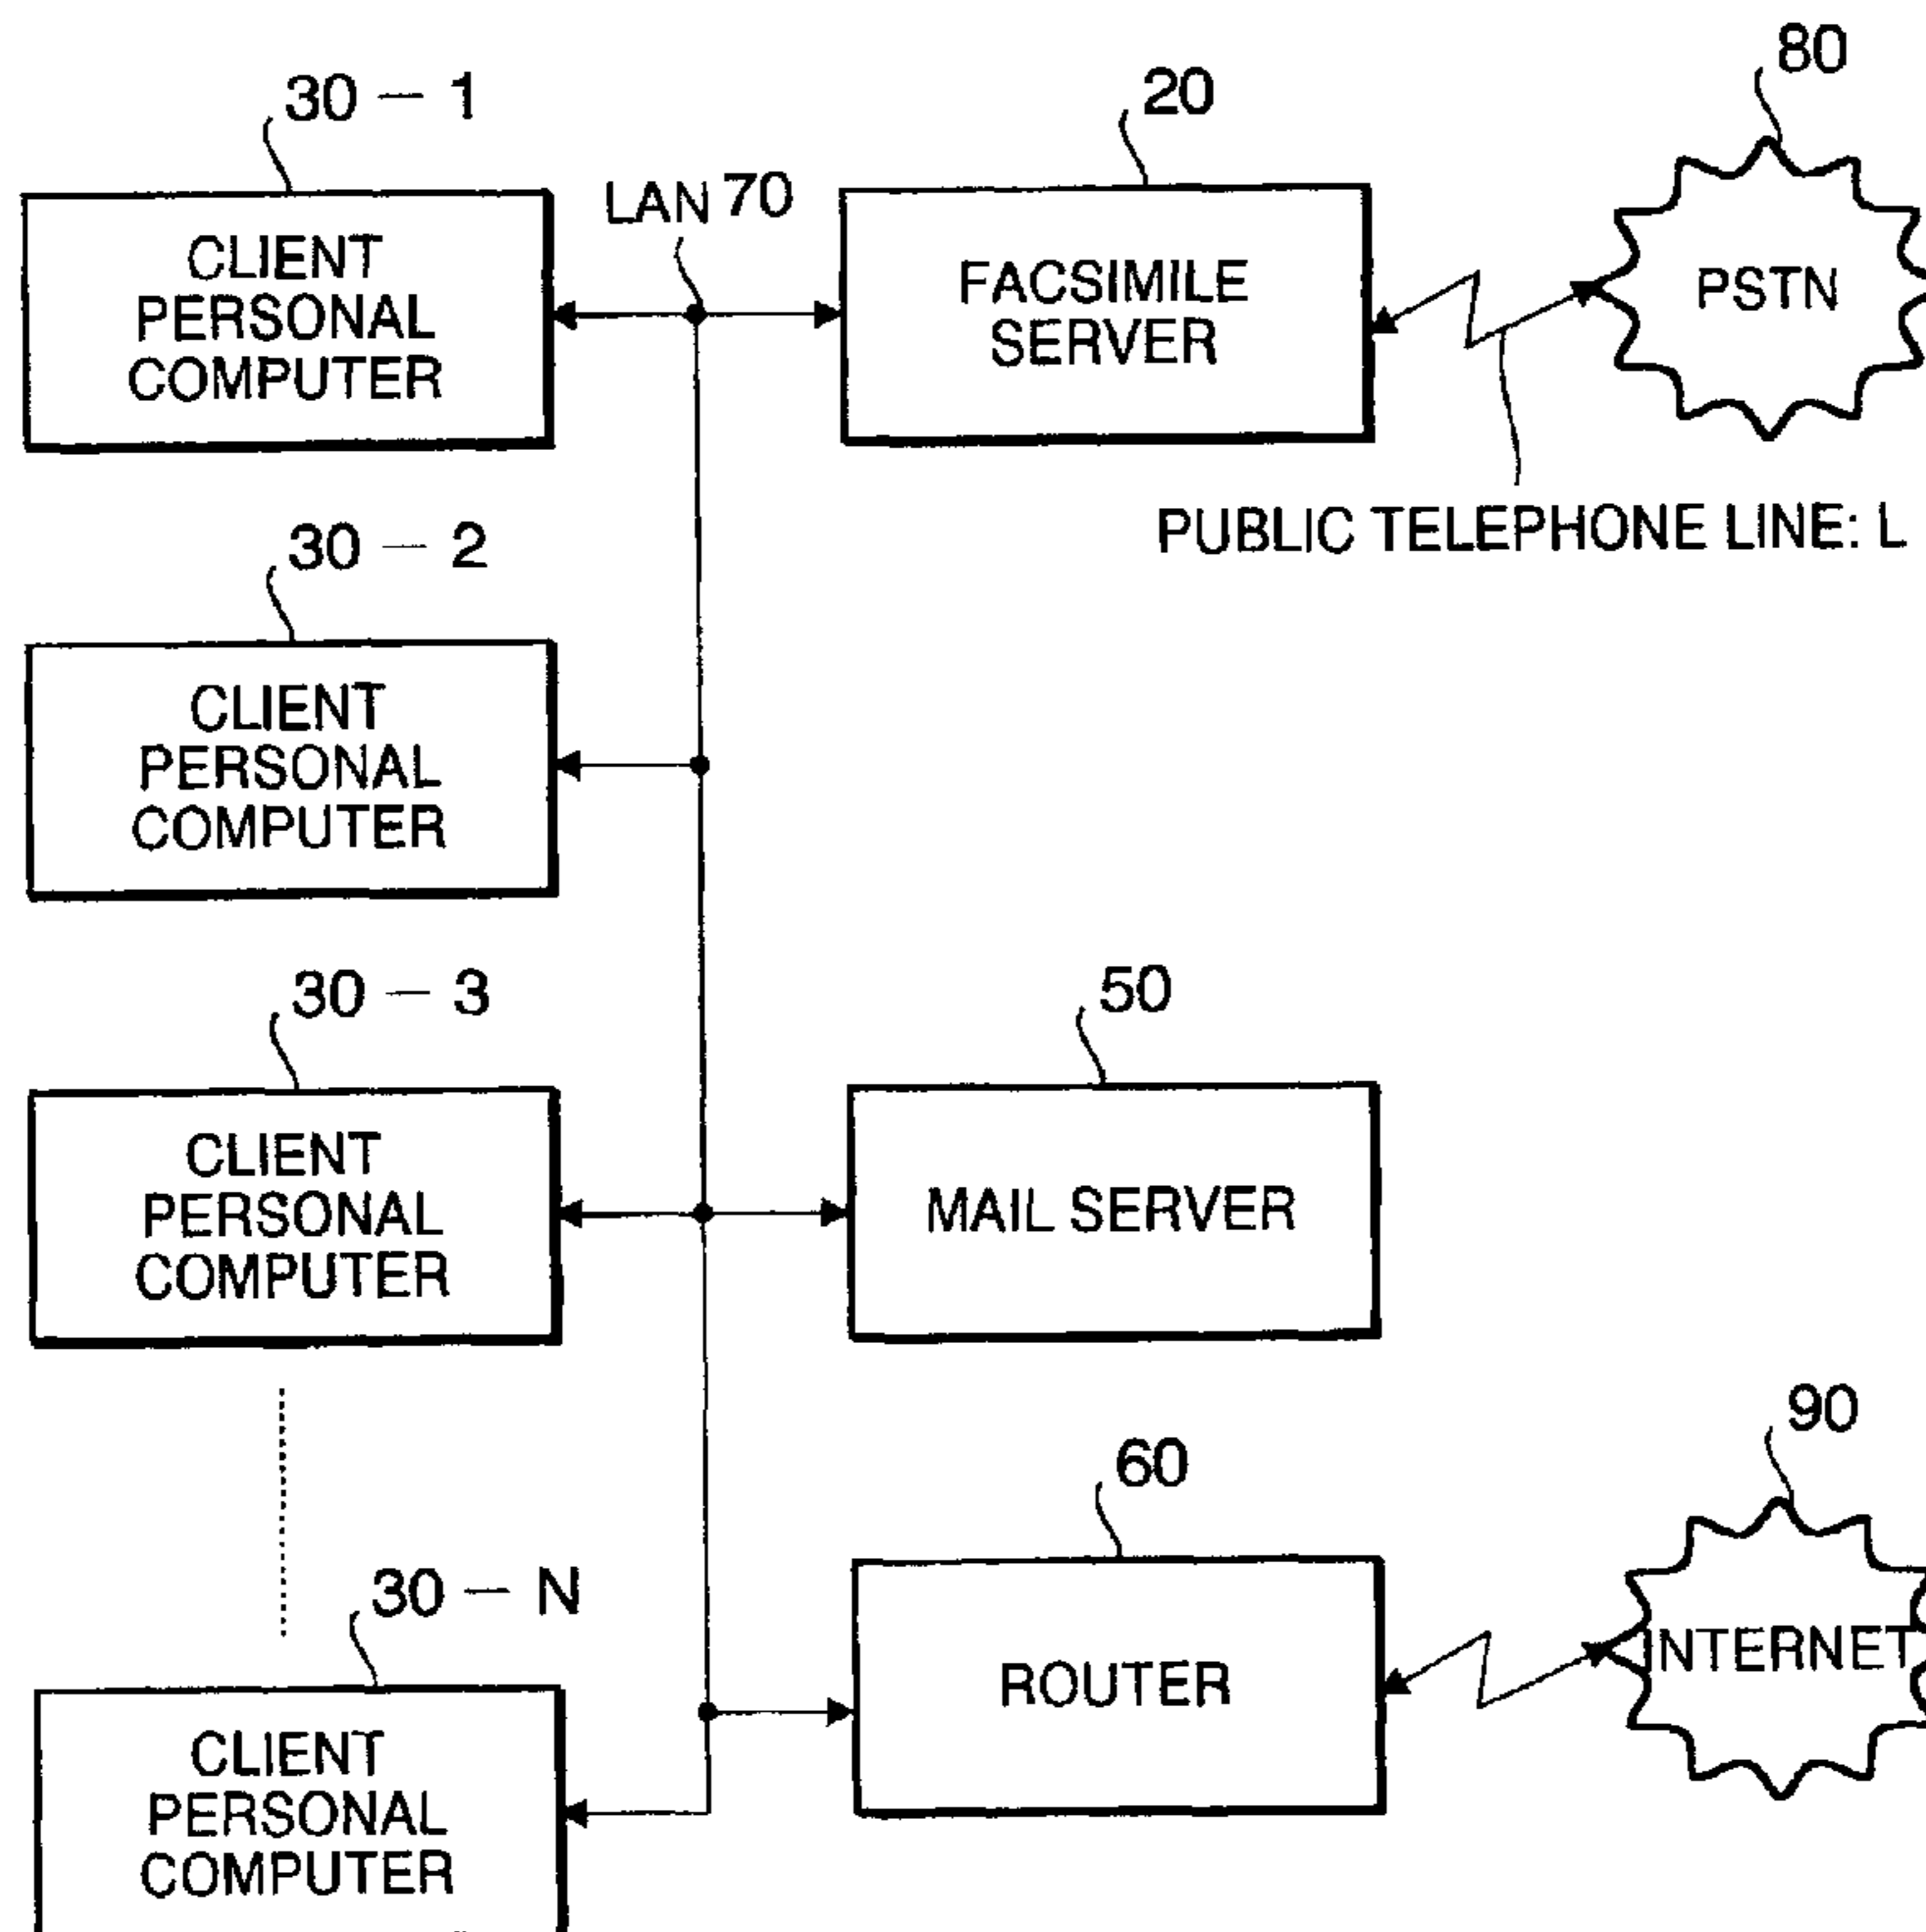 30 – 1
CLIENT
PERSONAL
COMPUTER
LAN 70
20
FACSIMILE
SERVER
80
PSTN
PUBLIC TELEPHONE LINE: L
30 – 2
CLIENT
PERSONAL
COMPUTER
30 – 3
CLIENT
PERSONAL
COMPUTER
50
MAIL SERVER
60
ROUTER
90
INTERNET
30 – N
CLIENT
PERSONAL
COMPUTER